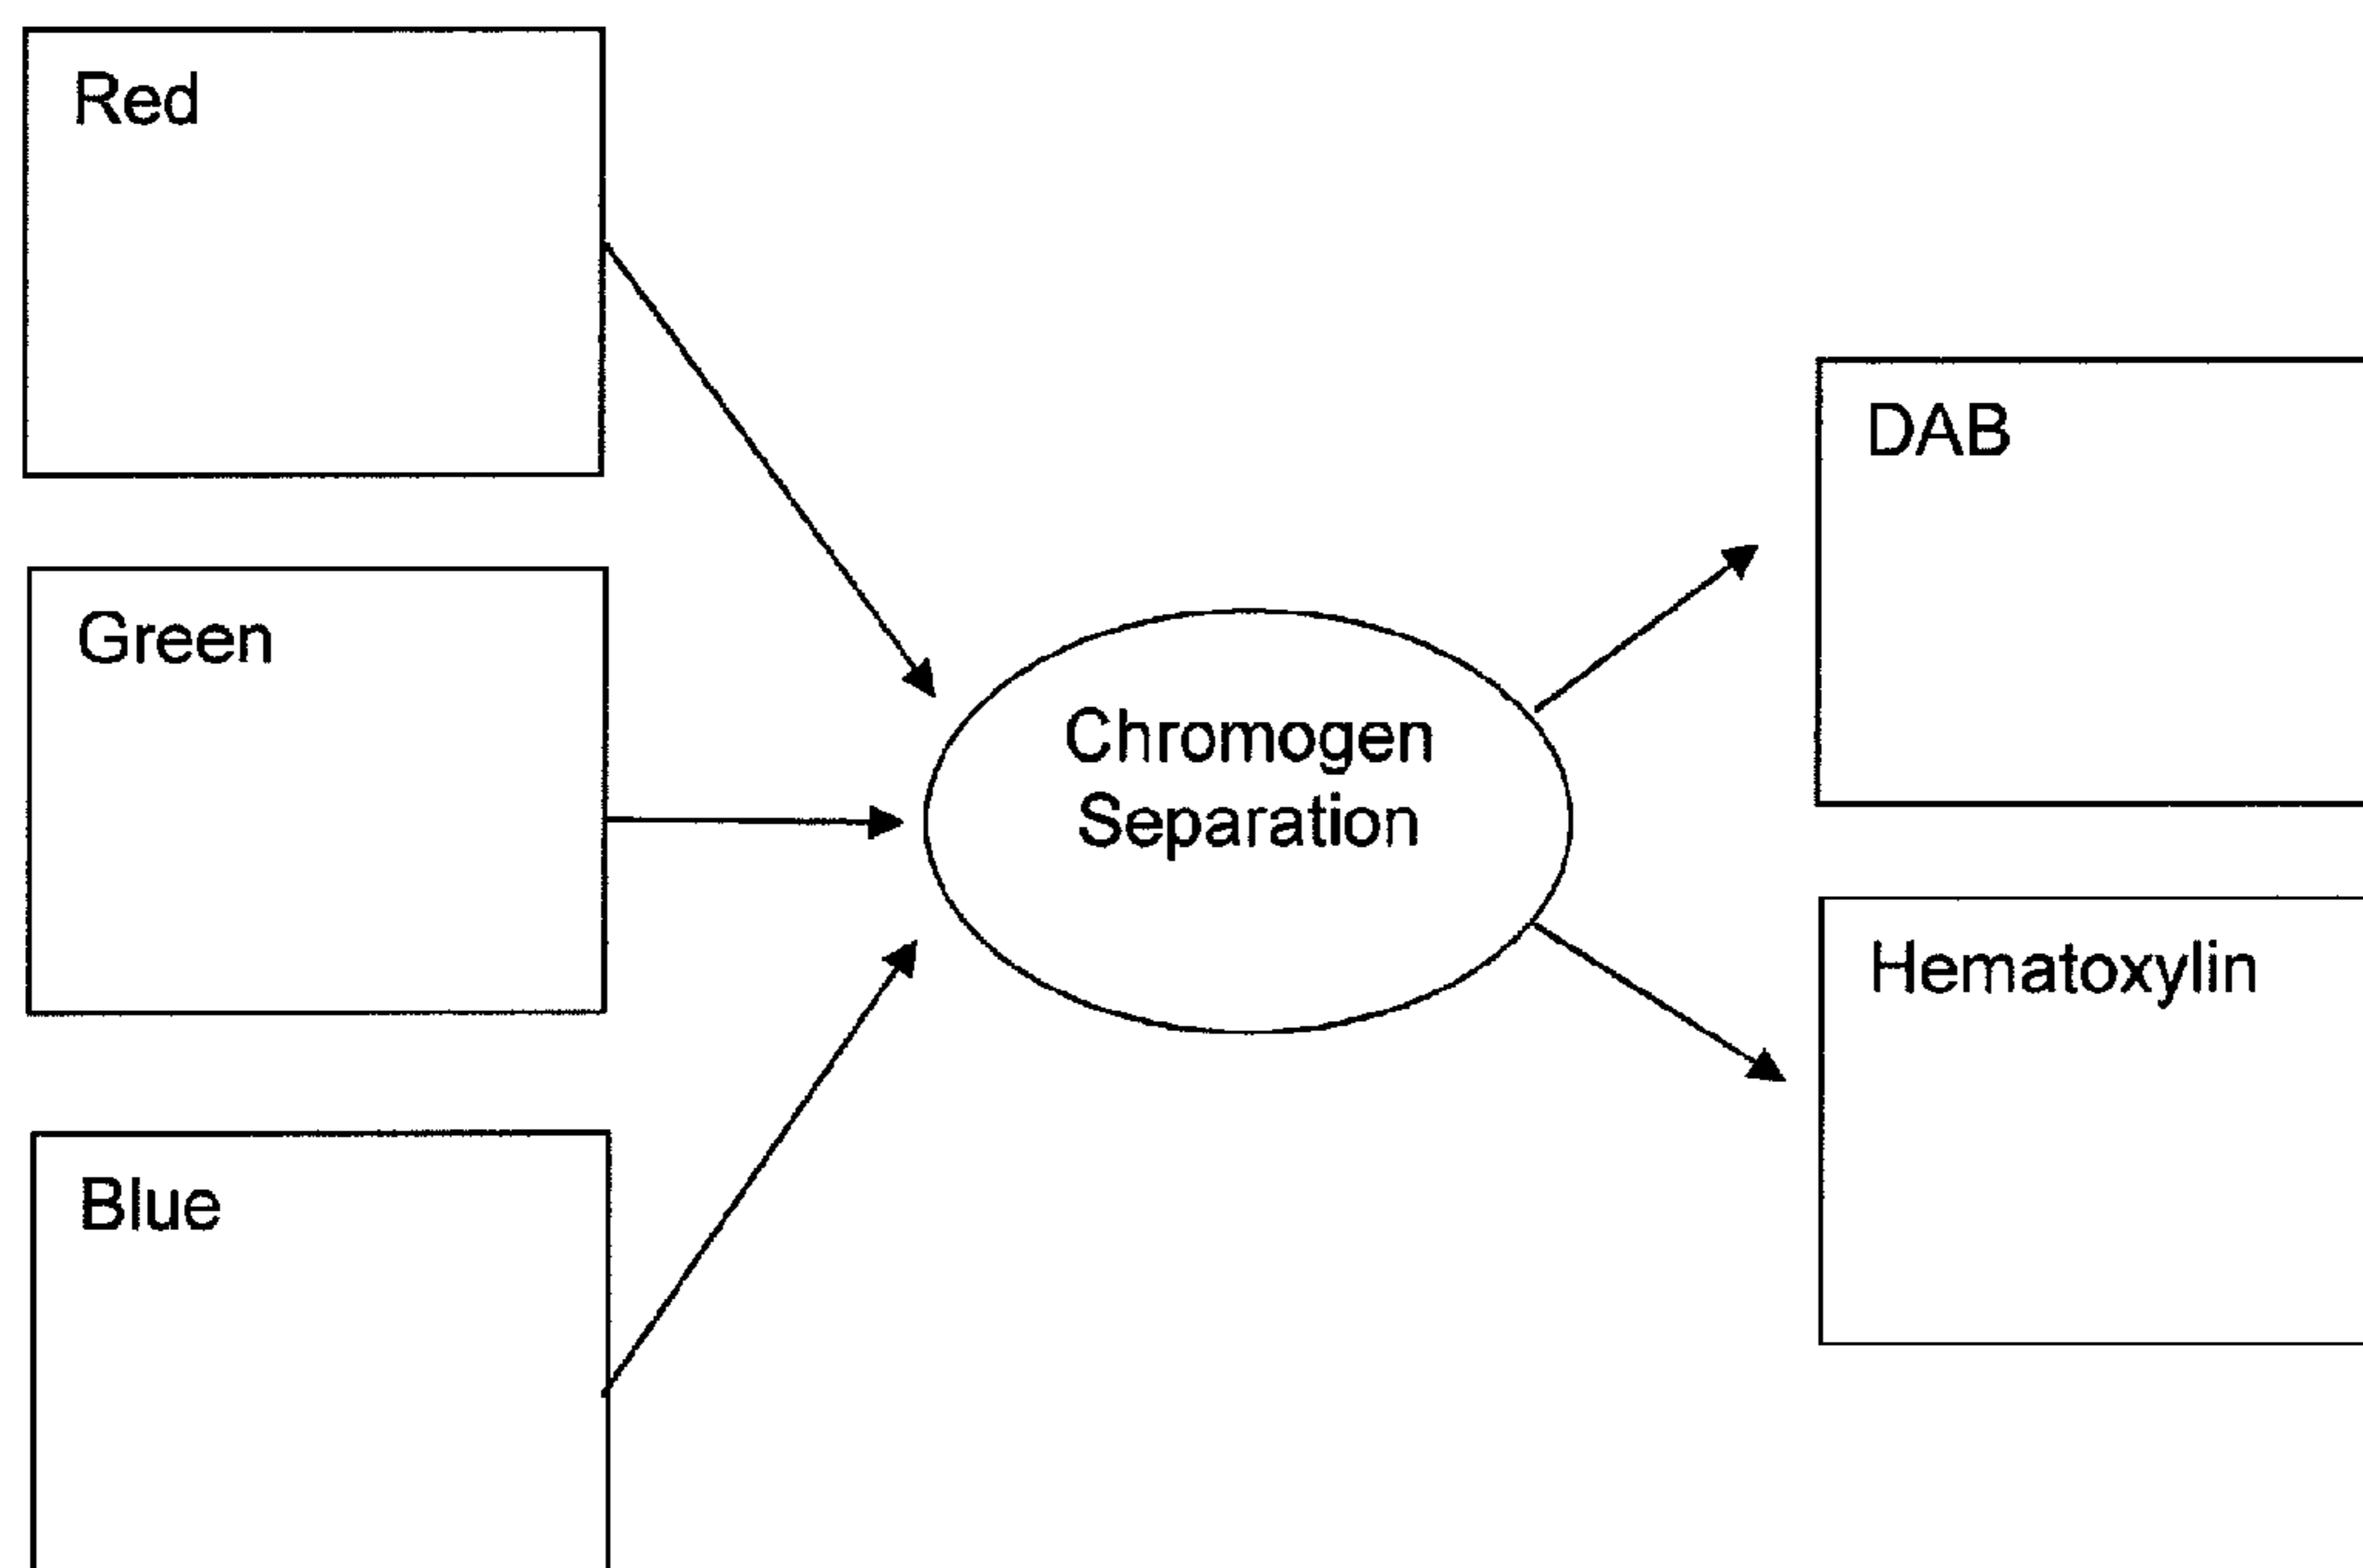 Red
Green
Blue
Chromogen
Separation
DAB
Hematoxylin